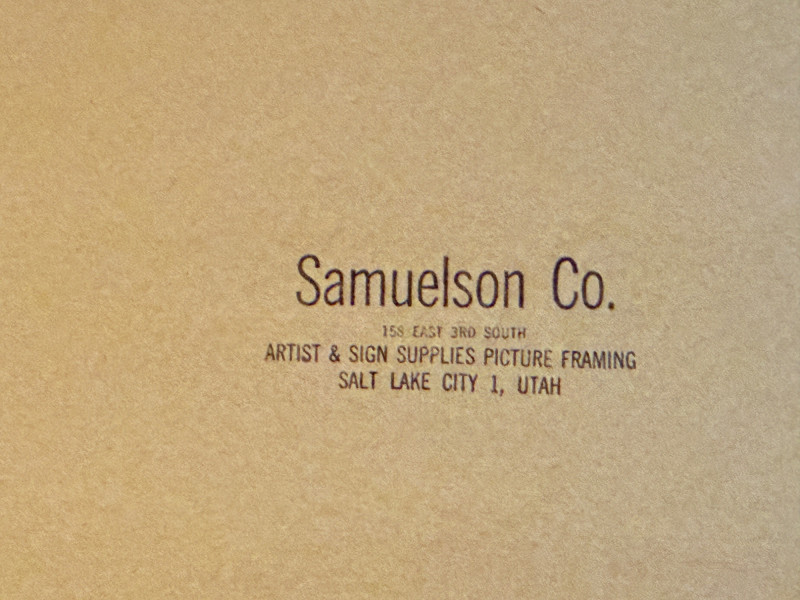 Samuelson Co.
158 EAST 3RD SOUTH
ARTIST & SIGN SUPPLIES PICTURE FRAMING
SALT LAKE CITY 1, UTAH